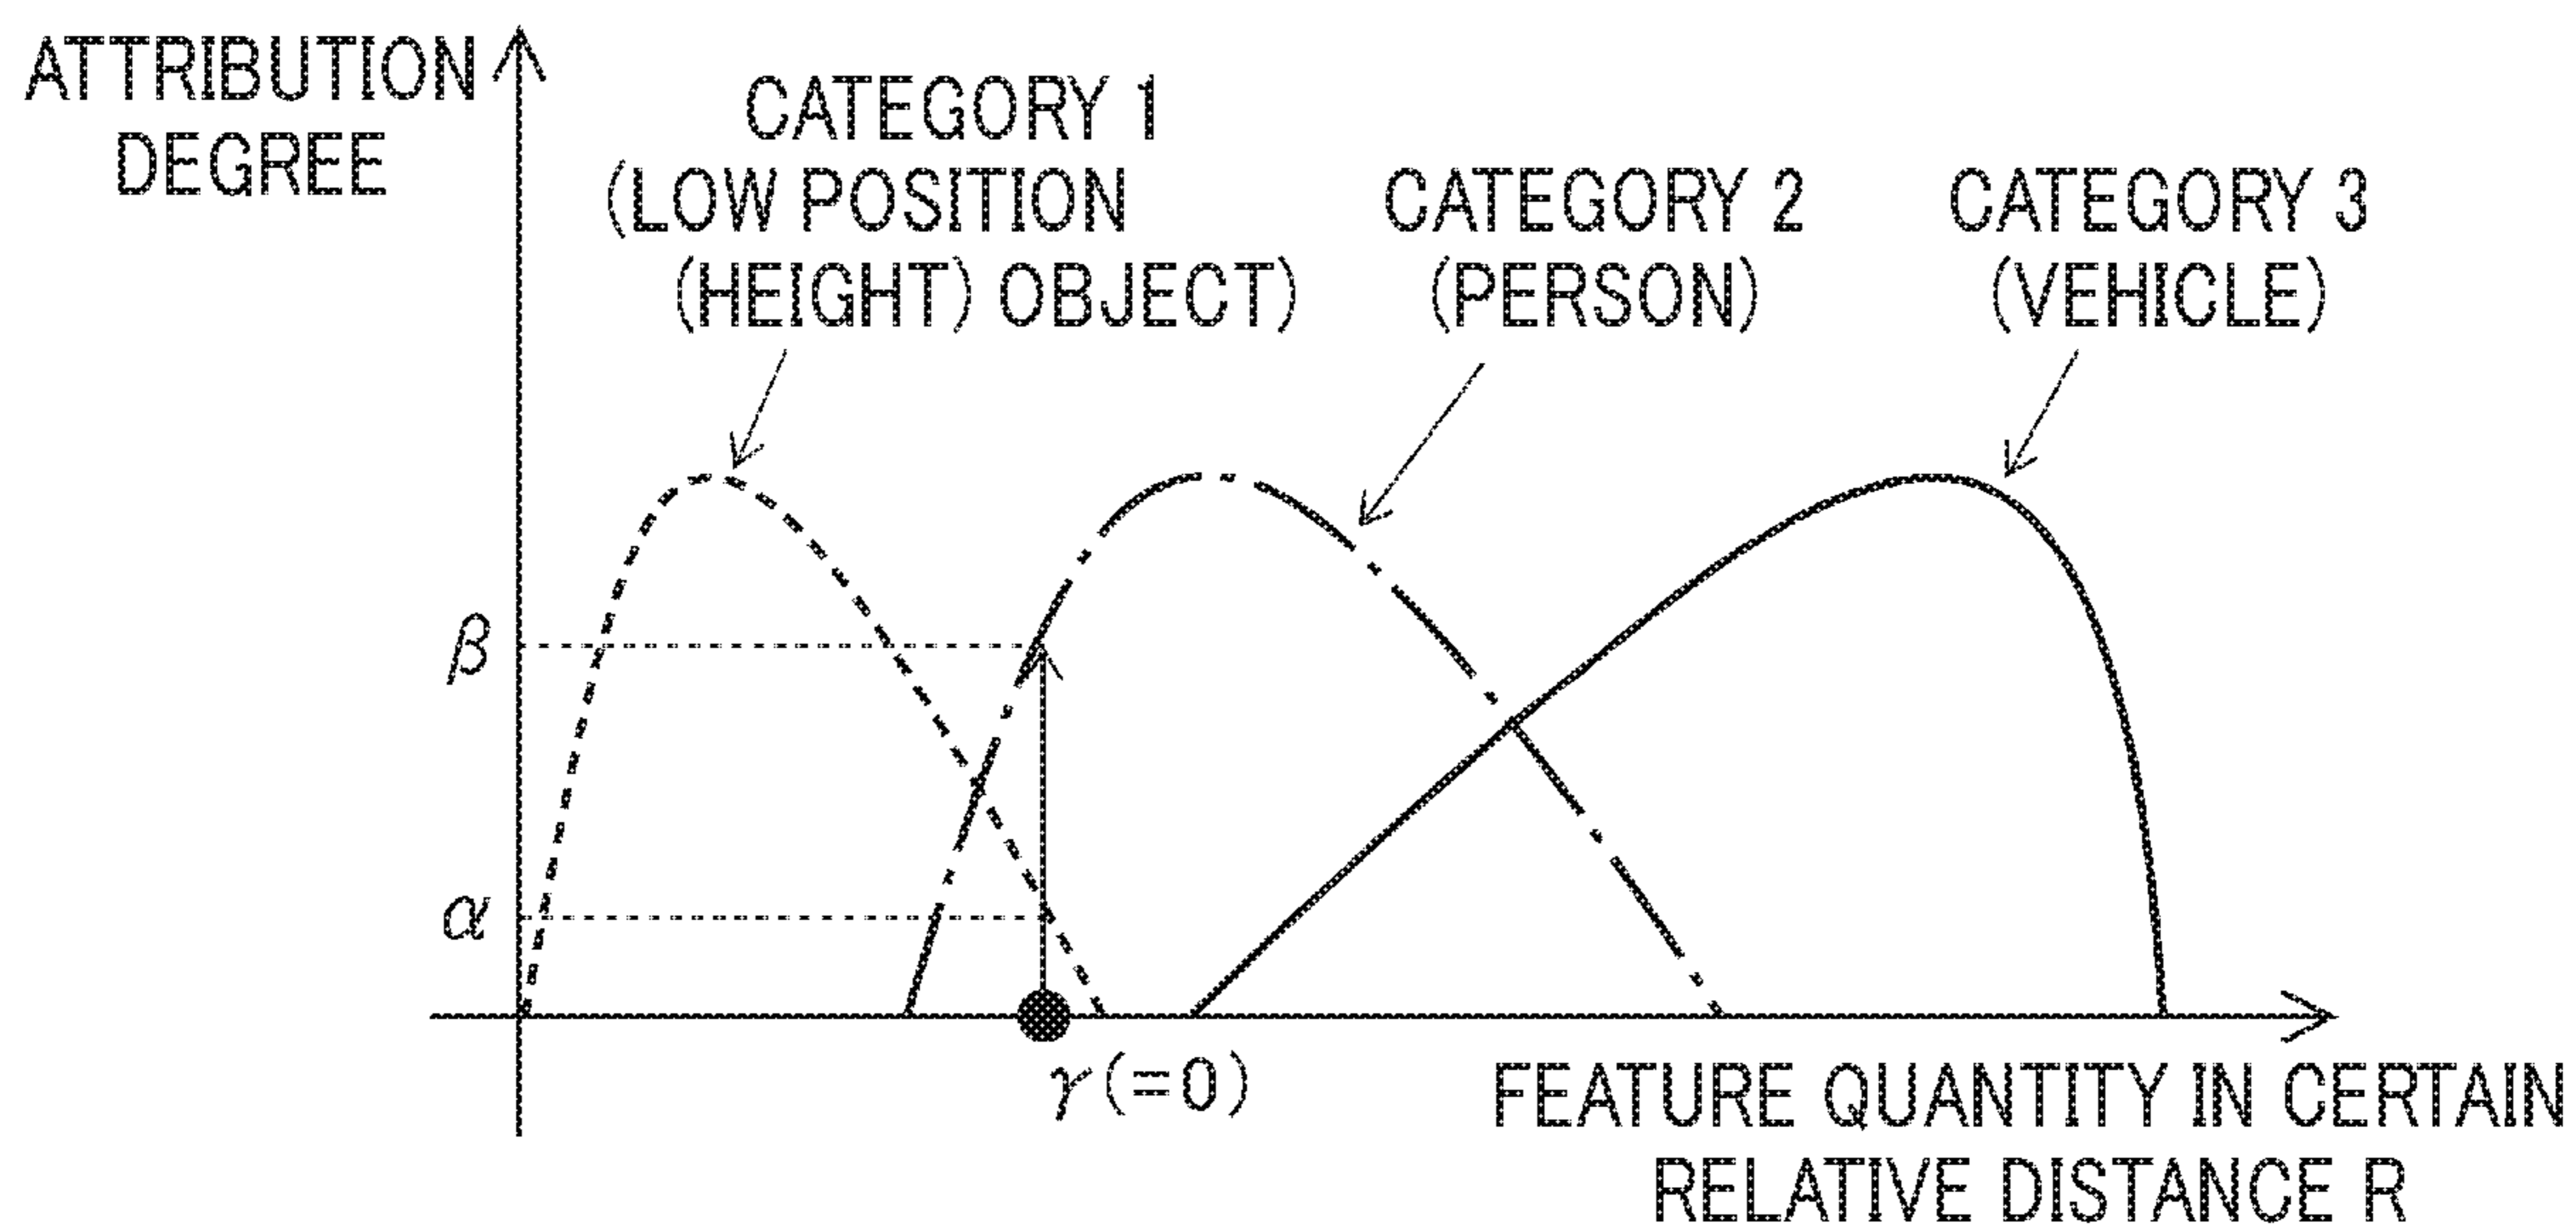 ATTRIBUTION
DEGREE
CATEGORY 1
(LOW POSITION
(HEIGHT) OBJECT)
CATEGORY 2
(PERSON)
CATEGORY 3
(VEHICLE)
β
α
γ(=0)
FEATURE QUANTITY IN CERTAIN
RELATIVE DISTANCE R